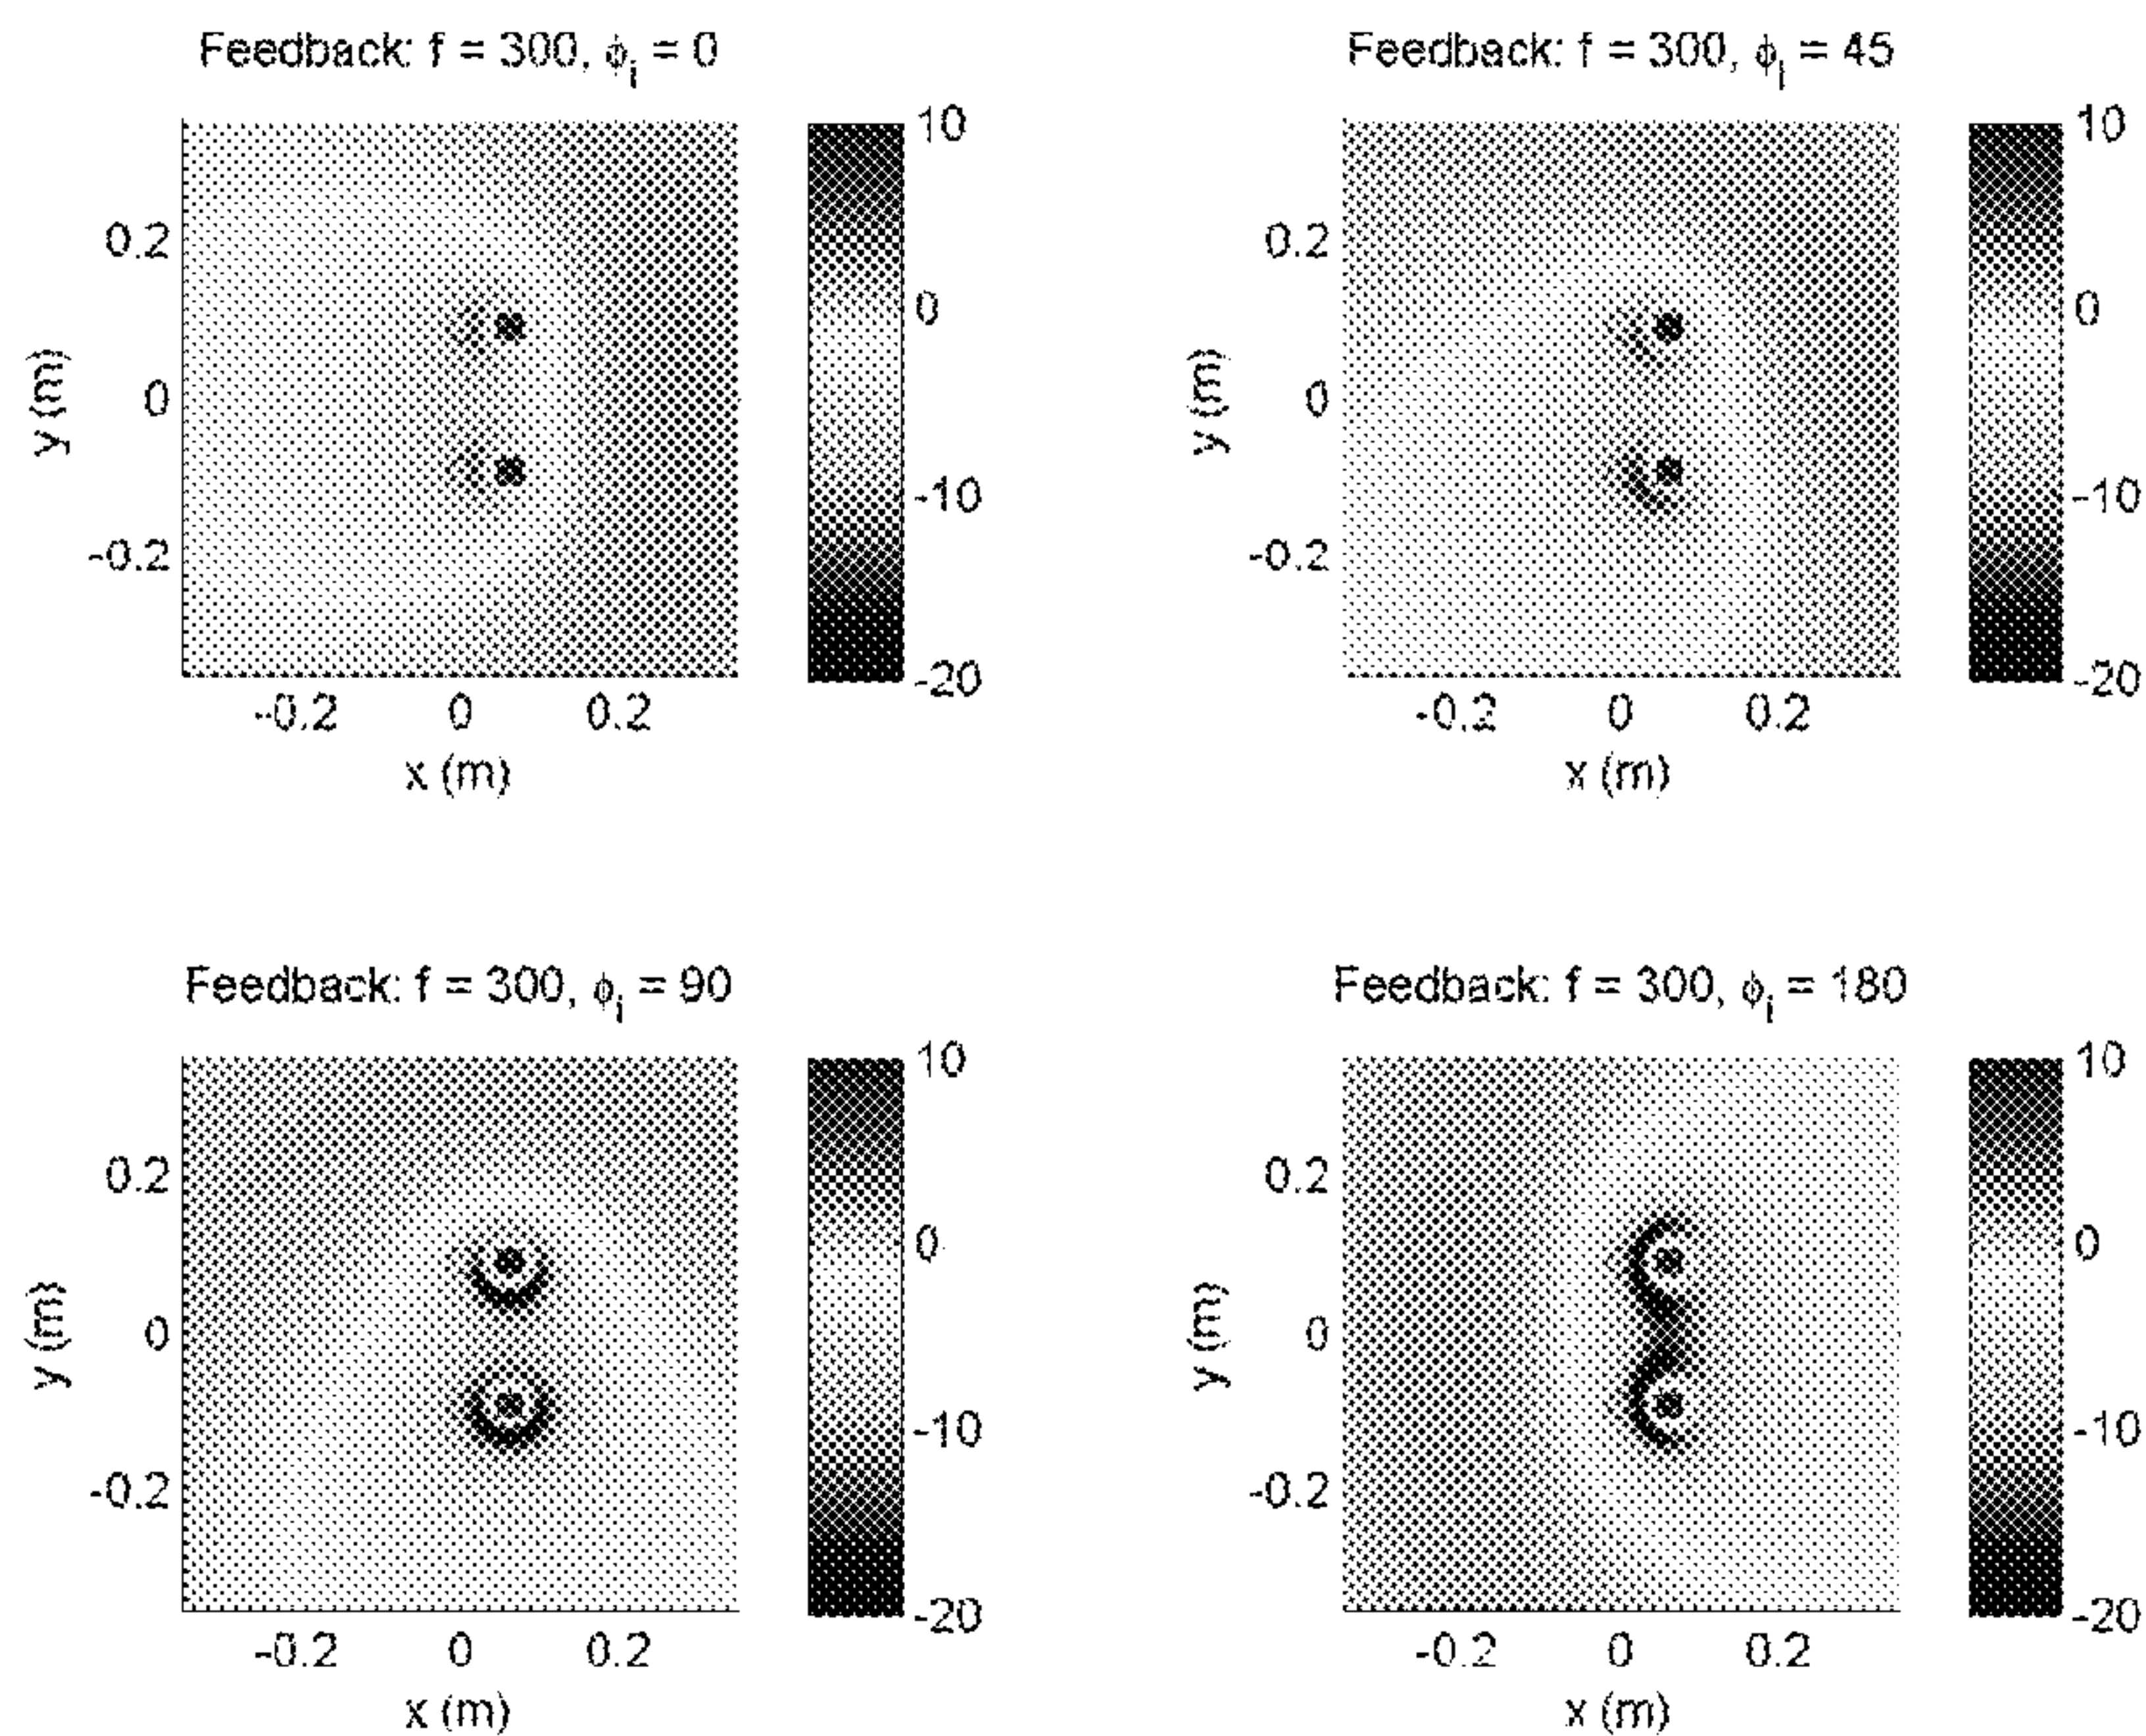 Feedback: f = 300, ϕi = 0
10
0
-10
-20
0.2
0
-0.2
y (m)
-0.2 0 0.2
x (m)
Feedback: f = 300, ϕi = 45
10
0
-10
-20
0.2
0
-0.2
y (m)
-0.2 0 0.2
x (m)
Feedback: f = 300, ϕi = 90
10
0
-10
-20
0.2
0
-0.2
y (m)
-0.2 0 0.2
x (m)
Feedback: f = 300, ϕi = 180
10
0
-10
-20
0.2
0
-0.2
y (m)
-0.2 0 0.2
x (m)